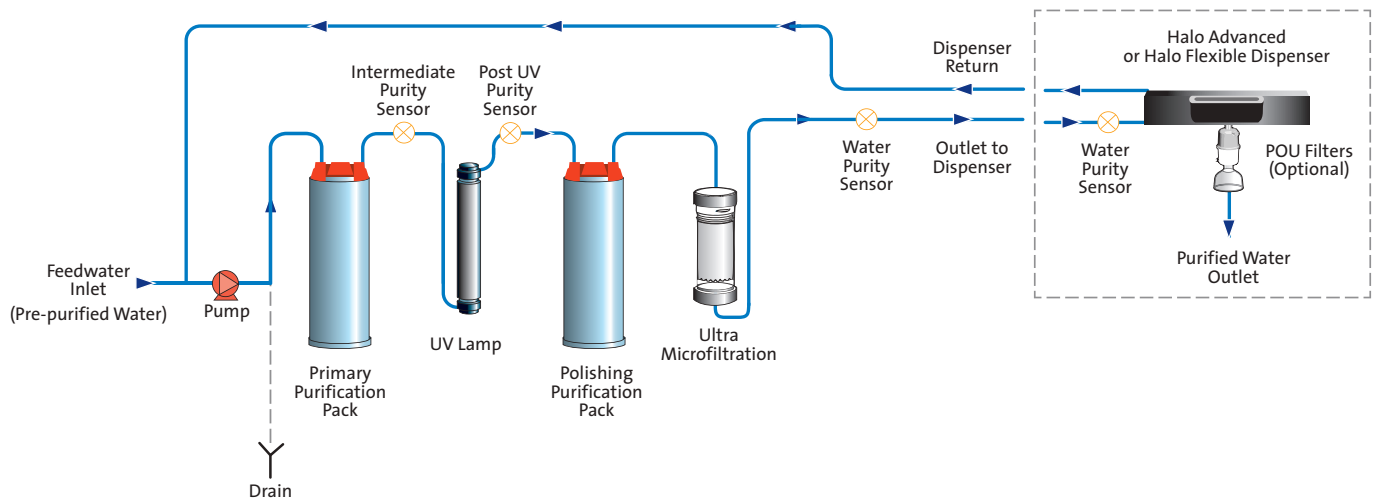 Halo Advanced
or Halo Flexible Dispenser
Dispenser
Return
Intermediate
Purity
Sensor
Post UV
Purity
Sensor
Water
Purity
Sensor
Outlet to
Dispenser
Water
Purity
Sensor
POU Filters
(Optional)
Purified Water
Outlet
Feedwater
Inlet
(Pre-purified Water)
Pump
UV Lamp
Ultra
Microfiltration
Primary
Purification
Pack
Polishing
Purification
Pack
Drain